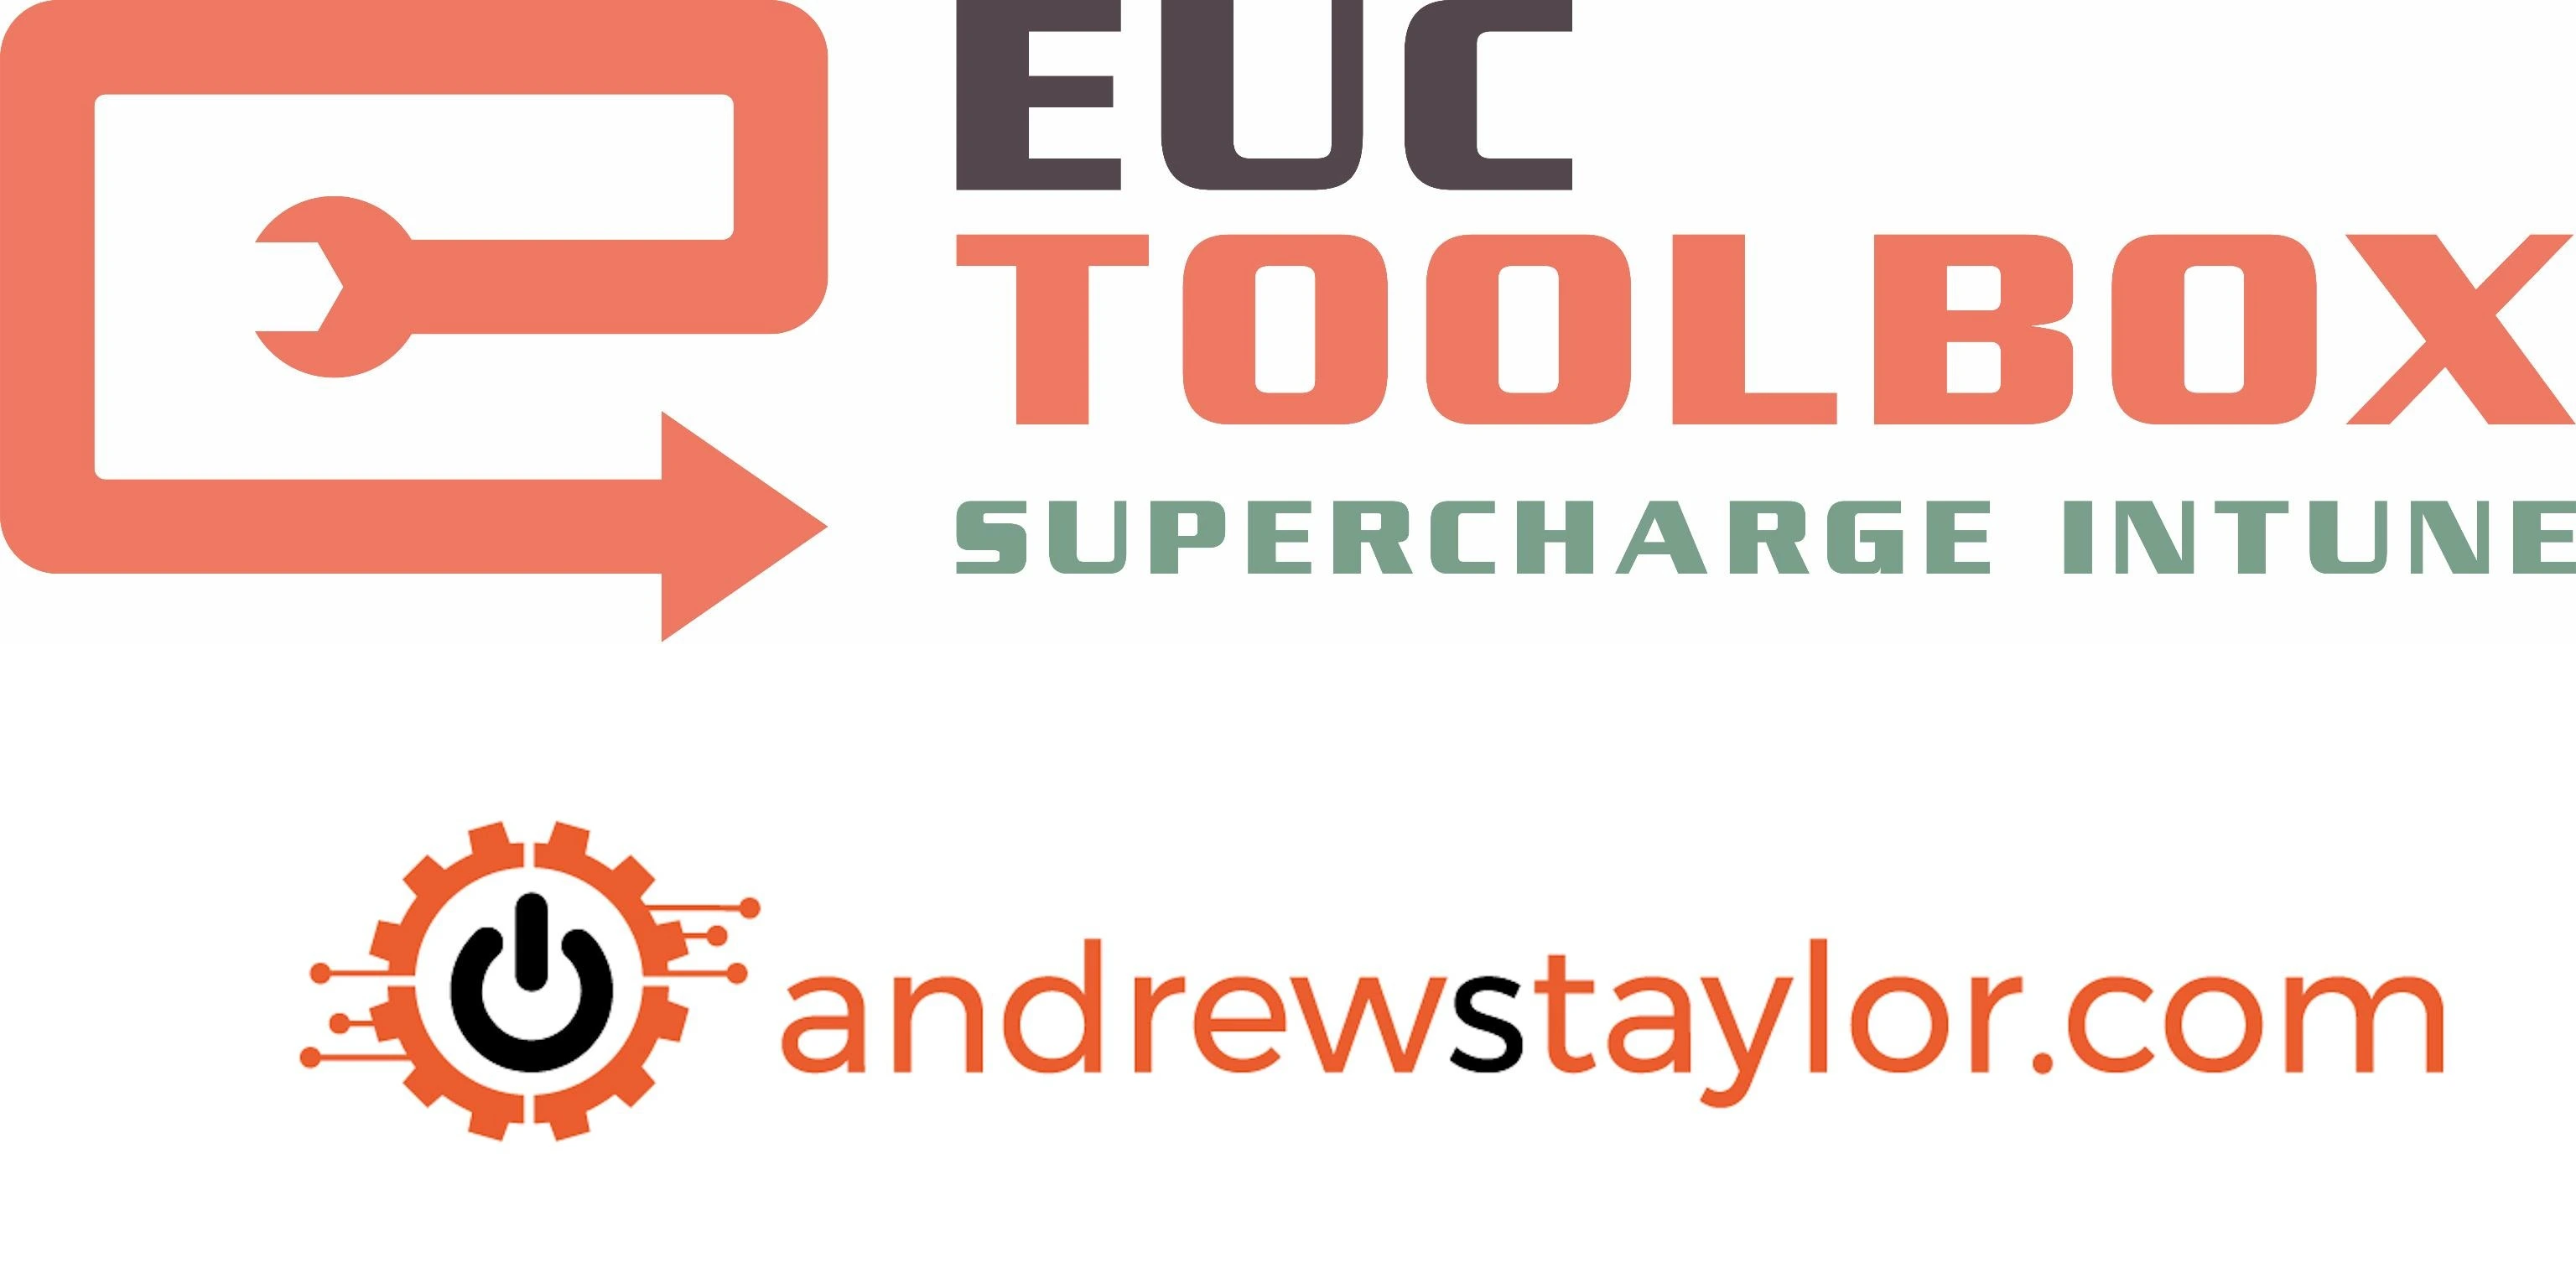 EUC
TOOLBOX
SUPERCHARGE INTUNE
andrewstaylor.com